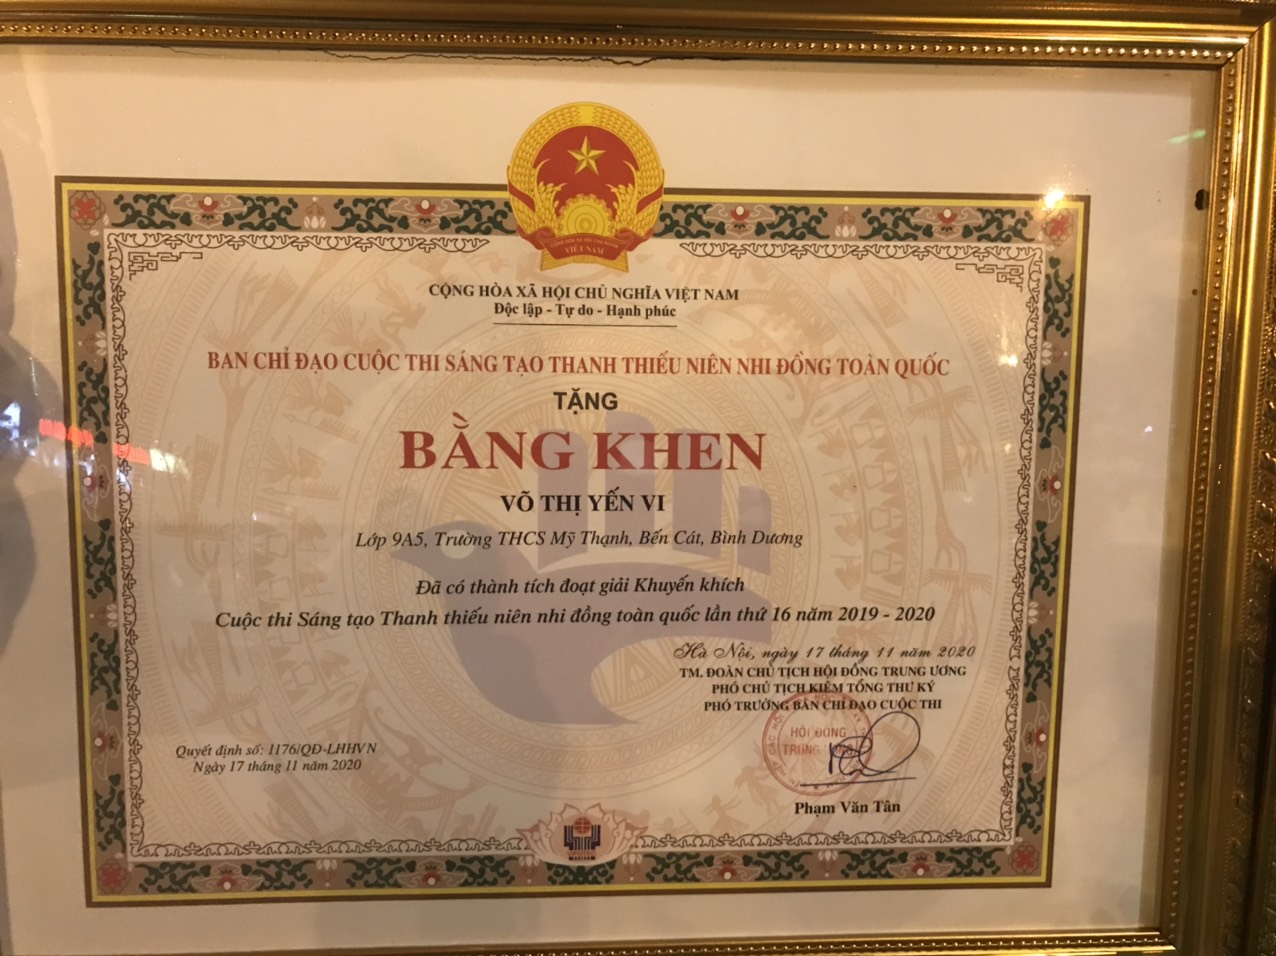 VIỆT NAM
CỘNG HÒA XÃ HỘI CHỦ NGHĨA VIỆT NAM
Độc lập - Tự do - Hạnh phúc
BAN CHỈ ĐẠO CUỘC THI SÁNG TẠO THANH THIẾU NIÊN NHI ĐỒNG TOÀN QUỐC
TẶNG
BẰNG KHEN
VÕ THỊ YẾN VI
Lớp 9A5, Trường THCS Mỹ Thạnh, Bến Cát, Bình Dương
Đã có thành tích đoạt giải Khuyến khích
Cuộc thi Sáng tạo Thanh thiếu niên nhi đồng toàn quốc lần thứ 16 năm 2019 - 2020
Hà Nội, ngày 17 tháng 11 năm 2020
TM. ĐOÀN CHỦ TỊCH HỘI ĐỒNG TRUNG ƯƠNG
PHÓ CHỦ TỊCH KIÊM TỔNG THƯ KÝ
PHÓ TRƯỞNG BAN CHỈ ĐẠO CUỘC THI
HỘI ĐỒNG
TRUNG
Quyết định số: 1176/QĐ-LHHVN
Ngày 17 tháng 11 năm 2020
Phạm Văn Tân